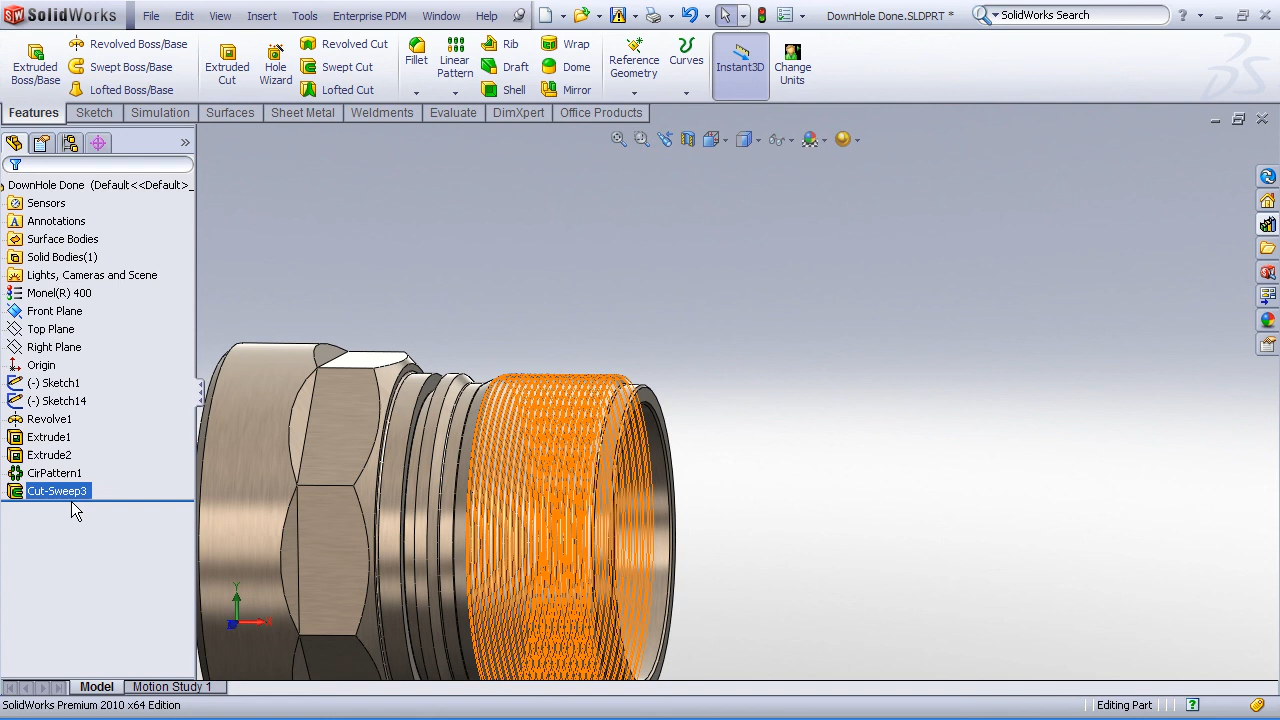 SolidWorks File Edit View Insert Tools Enterprise PDM Window Help DownHole Done.SLDPRT * SolidWorks Search
Extruded Boss/Base
Revolved Boss/Base
Swept Boss/Base
Lofted Boss/Base
Extruded Cut
Hole Wizard
Revolved Cut
Swept Cut
Lofted Cut
Fillet
Linear Pattern
Rib
Draft
Shell
Wrap
Dome
Mirror
Reference Geometry
Curves
Instant3D
Change Units
Features Sketch Simulation Surfaces Sheet Metal Weldments Evaluate DimXpert Office Products
DownHole Done (Default<<Default>_
Sensors
Annotations
Surface Bodies
Solid Bodies(1)
Lights, Cameras and Scene
Monel(R) 400
Front Plane
Top Plane
Right Plane
Origin
(-) Sketch1
(-) Sketch14
Revolve1
Extrude1
Extrude2
CirPattern1
Cut-Sweep3
Y
X
Model Motion Study 1
SolidWorks Premium 2010 x64 Edition Editing Part